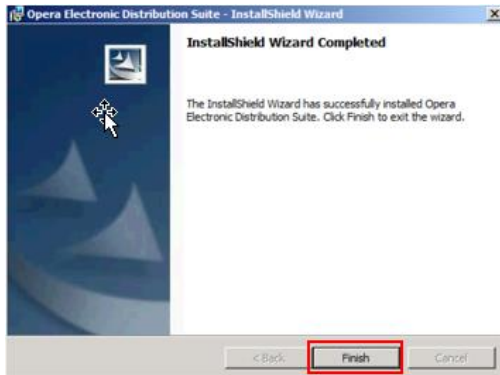 Opera Electronic Distribution Suite - InstallShield Wizard
InstallShield Wizard Completed
The InstallShield Wizard has successfully installed Opera
Electronic Distribution Suite. Click Finish to exit the wizard.
< Back
Finish
Cancel